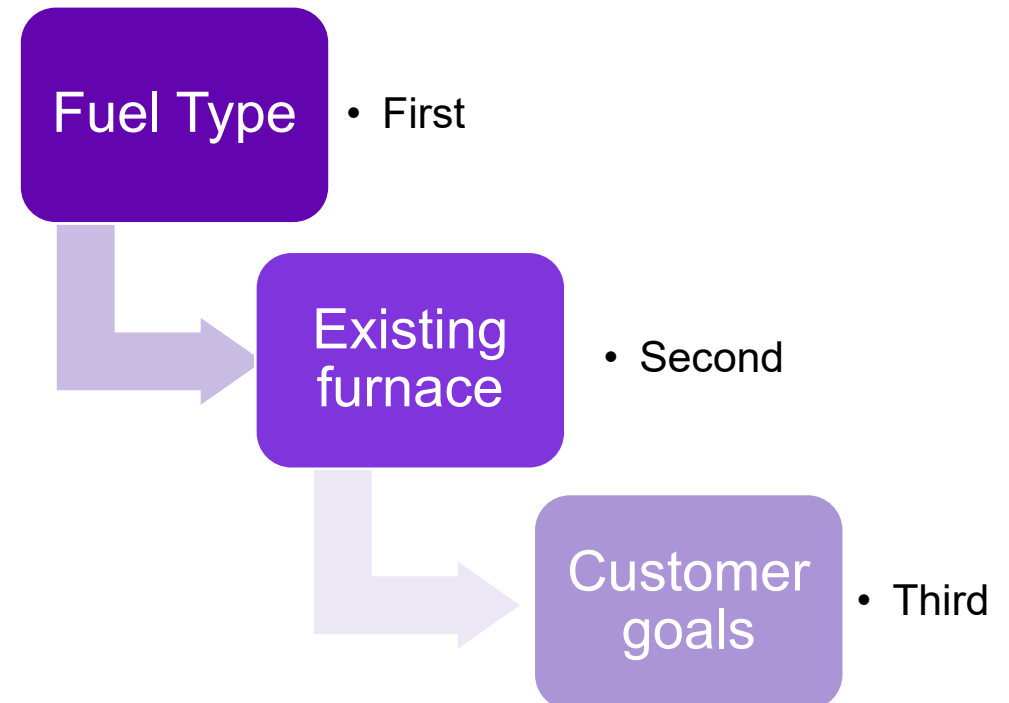 Fuel Type
• First
Existing
furnace
• Second
Customer
goals
• Third